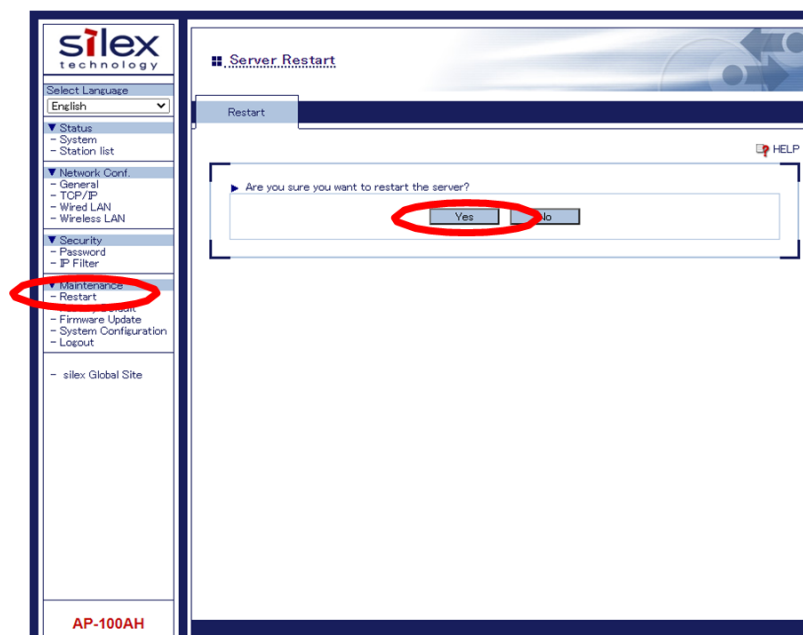 silex
technology
Select Language
English
▼ Status
– System
– Station list
▼ Network Conf.
– General
– TCP/IP
– Wired LAN
– Wireless LAN
▼ Security
– Password
– IP Filter
▼ Maintenance
– Restart
– Firmware Update
– System Configuration
– Logout
– silex Global Site
AP-100AH
Server Restart
Restart
HELP
Are you sure you want to restart the server?
Yes No